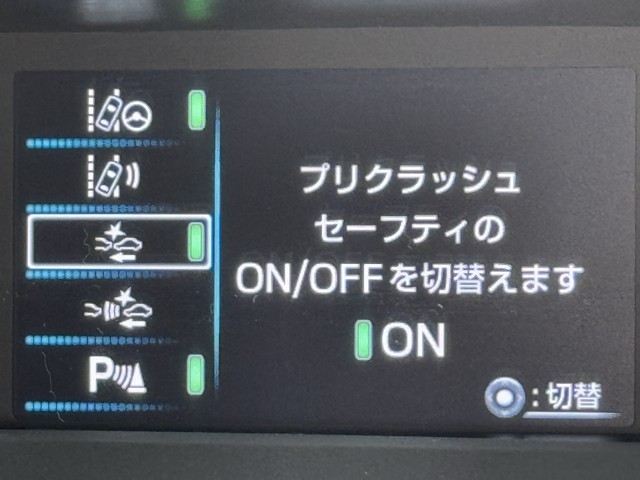 プリクラッシュ
セーフティの
ON/OFFを切替えます
ON
P
:切替